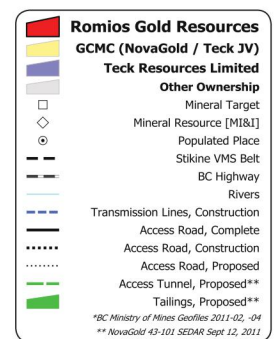 Romios Gold Resources
GCMC (NovaGold / Teck JV)
Teck Resources Limited
Other Ownership
Mineral Target
Mineral Resource [MI&I]
Populated Place
Stikine VMS Belt
BC Highway
Rivers
Transmission Lines, Construction
Access Road, Complete
Access Road, Construction
Access Road, Proposed
Access Tunnel, Proposed**
Tailings, Proposed**
*BC Ministry of Mines Geofiles 2011-02, -04
** NovaGold 43-101 SEDAR Sept 12, 2011